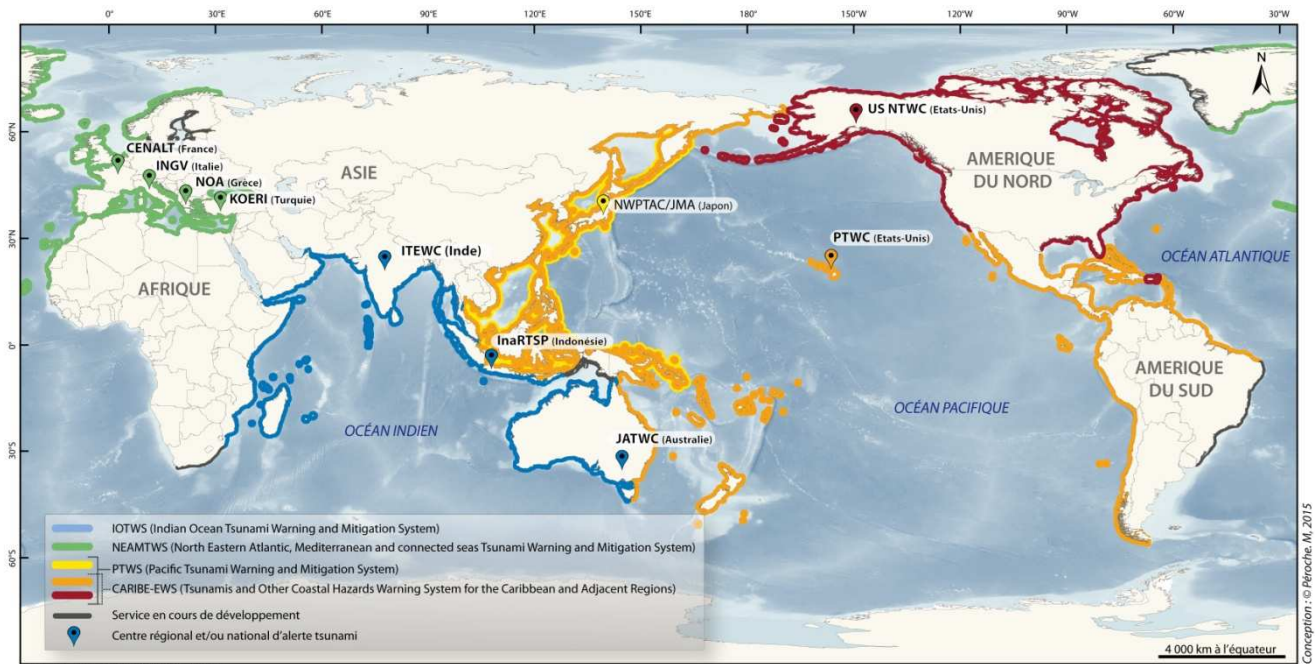 0° 30°E 60°E 90°E 120°E 150°E 180° 150°W 120°W 90°W 60°W 30°W
N
60°N
US NTWC (Etats-Unis)
CENALT (France)
INGV (Italie)
NOA (Grèce)
KOERI (Turquie)
ASIE
AMÉRIQUE
DU NORD
NWPTAC/JMA (Japon)
30°N
PTWC (Etats-Unis)
ITEWC (Inde)
OCÉAN ATLANTIQUE
AFRIQUE
InaRTSP (Indonésie)
0°
AMÉRIQUE
DU SUD
OCÉAN PACIFIQUE
OCÉAN INDIEN
30°S
JATWC (Australie)
60°S
IOTWS (Indian Ocean Tsunami Warning and Mitigation System)
NEAMTWS (North Eastern Atlantic, Mediterranean and connected seas Tsunami Warning and Mitigation System)
PTWS (Pacific Tsunami Warning and Mitigation System)
CARIBE-EWS (Tsunamis and Other Coastal Hazards Warning System for the Caribbean and Adjacent Regions)
Service en cours de développement
Centre régional et/ou national d'alerte tsunami
4 000 km à l'équateur
Conception : © Péroche. M, 2015